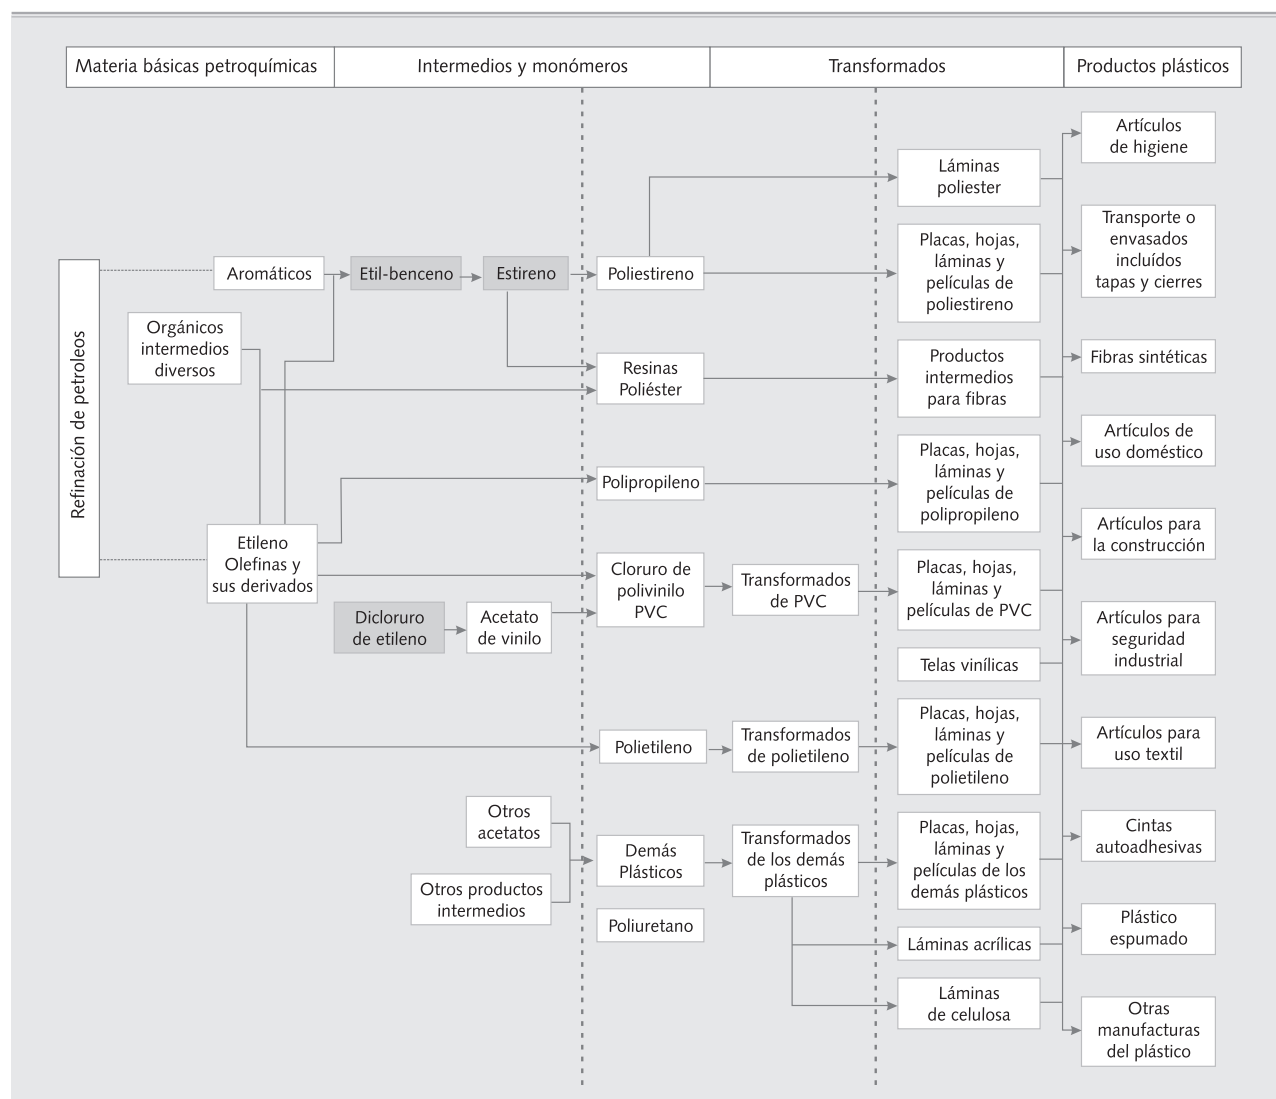 Materia básicas petroquímicas
Intermedios y monómeros
Transformados
Productos plásticos
Refinación de petroleos
Aromáticos
Orgánicos
intermedios
diversos
Etileno
Olefinas y
sus derivados
Etil-benceno
Estireno
Dicloruro
de etileno
Acetato
de vinilo
Otros
acetatos
Otros productos
intermedios
Poliestireno
Resinas
Poliéster
Polipropileno
Cloruro de
polivinilo
PVC
Polietileno
Demás
Plásticos
Poliuretano
Transformados
de PVC
Transformados
de polietileno
Transformados
de los demás
plásticos
Láminas
poliester
Placas, hojas,
láminas y
películas de
poliestireno
Productos
intermedios
para fibras
Placas, hojas,
láminas y
películas de
polipropileno
Placas, hojas,
láminas y
películas de PVC
Telas vinílicas
Placas, hojas,
láminas y
películas de
polietileno
Placas, hojas,
láminas y
películas de los
demás plásticos
Láminas acrílicas
Láminas
de celulosa
Artículos
de higiene
Transporte o
envasados
incluídos
tapas y cierres
Fibras sintéticas
Artículos de
uso doméstico
Artículos para
la construcción
Artículos para
seguridad
industrial
Artículos para
uso textil
Cintas
autoadhesivas
Plástico
espumado
Otras
manufacturas
del plástico